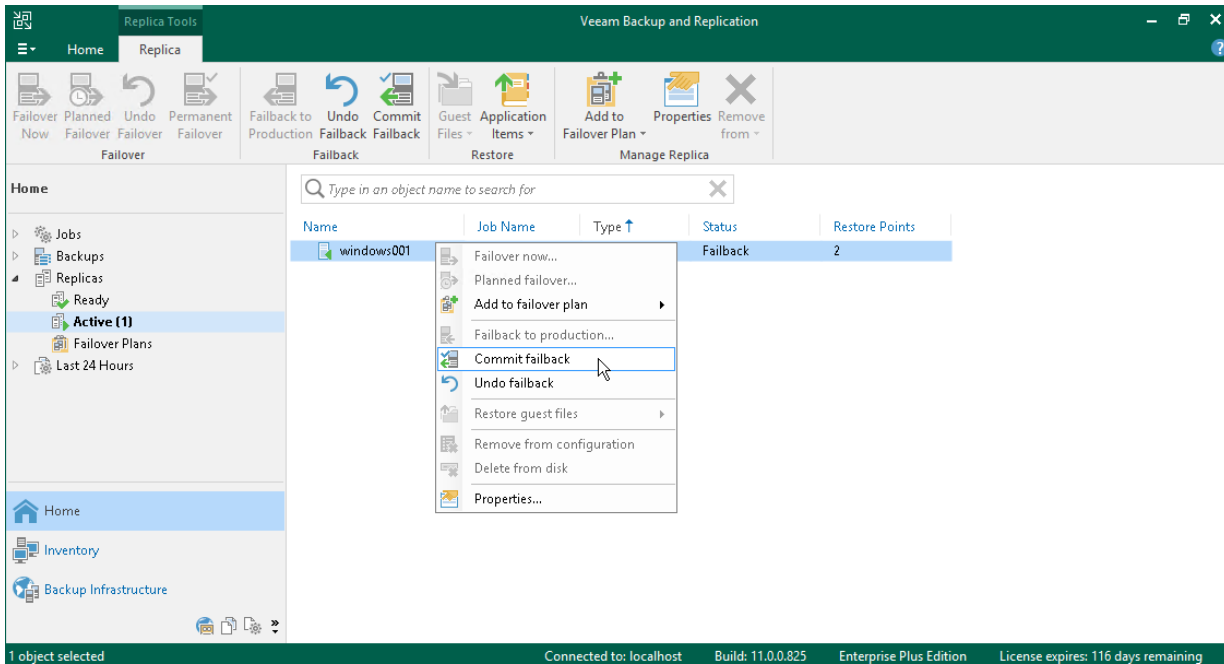 Replica Tools
Veeam Backup and Replication
Home Replica
Failover Now
Planned Failover
Undo Failover
Permanent Failover
Failback to Production
Undo Failback
Commit Failback
Guest Files
Application Items
Add to Failover Plan
Properties
Remove from
Failover Failback Restore Manage Replica
Home
Jobs
Backups
Replicas
Ready
Active (1)
Failover Plans
Last 24 Hours
Home
Inventory
Backup Infrastructure
Type in an object name to search for
Name Job Name Type Status Restore Points
windows001 Failback 2
Failover now...
Planned failover...
Add to failover plan
Failback to production...
Commit failback
Undo failback
Restore guest files
Remove from configuration
Delete from disk
Properties...
1 object selected Connected to: localhost Build: 11.0.0.825 Enterprise Plus Edition License expires: 116 days remaining